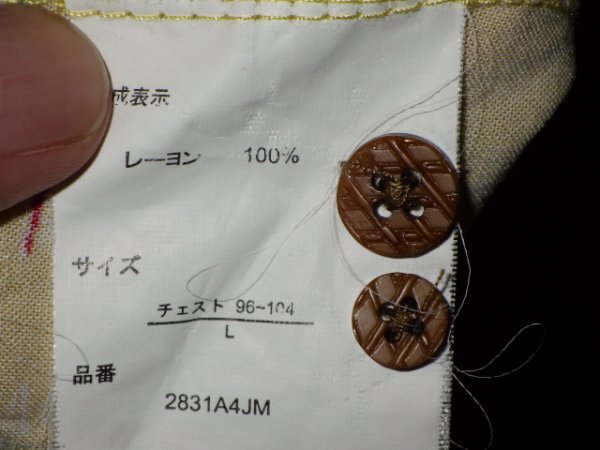 成表示
レーヨン 100%
サイズ
チェスト 96~104
L
品番
2831A4JM